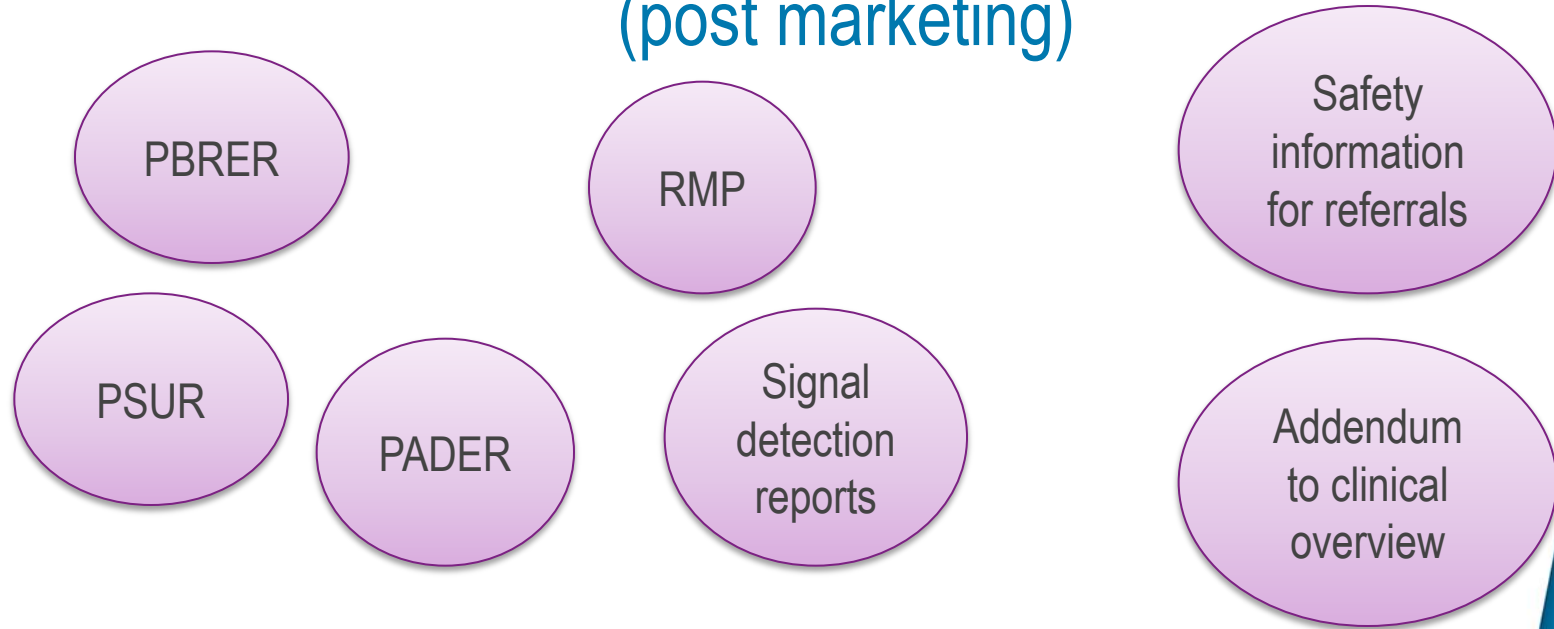 (post marketing)
PBRER
RMP
Safety
information
for referrals
PSUR
PADER
Signal
detection
reports
Addendum
to clinical
overview